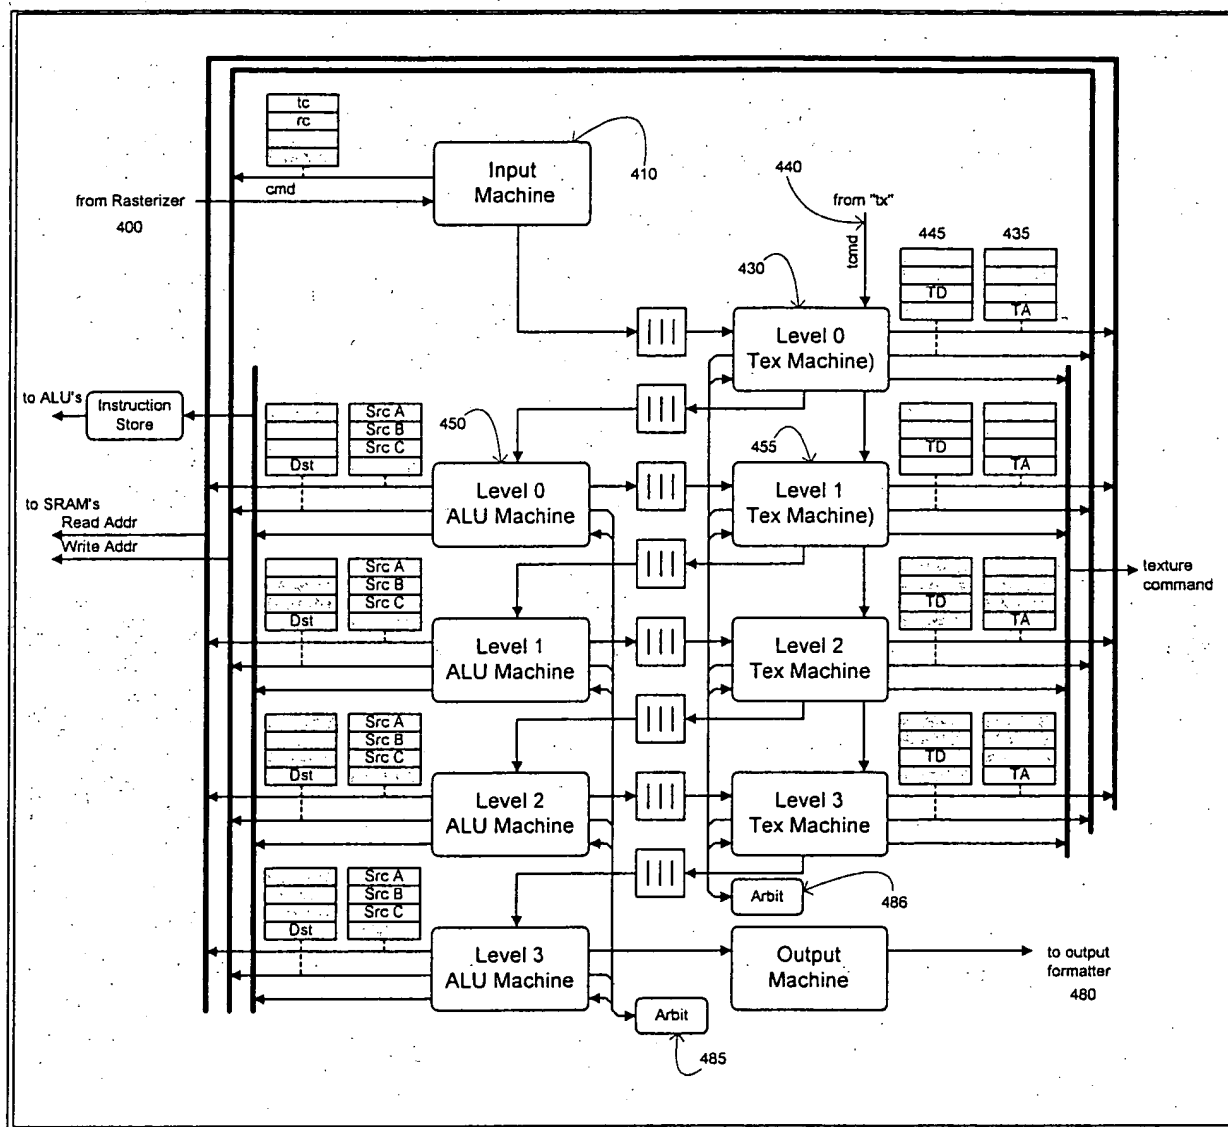 tc
rc
Input
Machine
410
440
from Rasterizer
cmd
400
from "tx"
tcmd
445
435
430
TD
TA
Level 0
Tex Machine)
to ALU's
Instruction
Store
Src A
Src B
Src C
Dst
450
455
TD
TA
Level 0
ALU Machine
Level 1
Tex Machine)
to SRAM's
Read Addr
Write Addr
texture
command
Src A
Src B
Src C
Dst
TD
TA
Level 1
ALU Machine
Level 2
Tex Machine
Src A
Src B
Src C
Dst
TD
TA
Level 2
ALU Machine
Level 3
Tex Machine
Src A
Src B
Src C
Dst
Arbit
486
Level 3
ALU Machine
Output
Machine
to output
formatter
480
Arbit
485